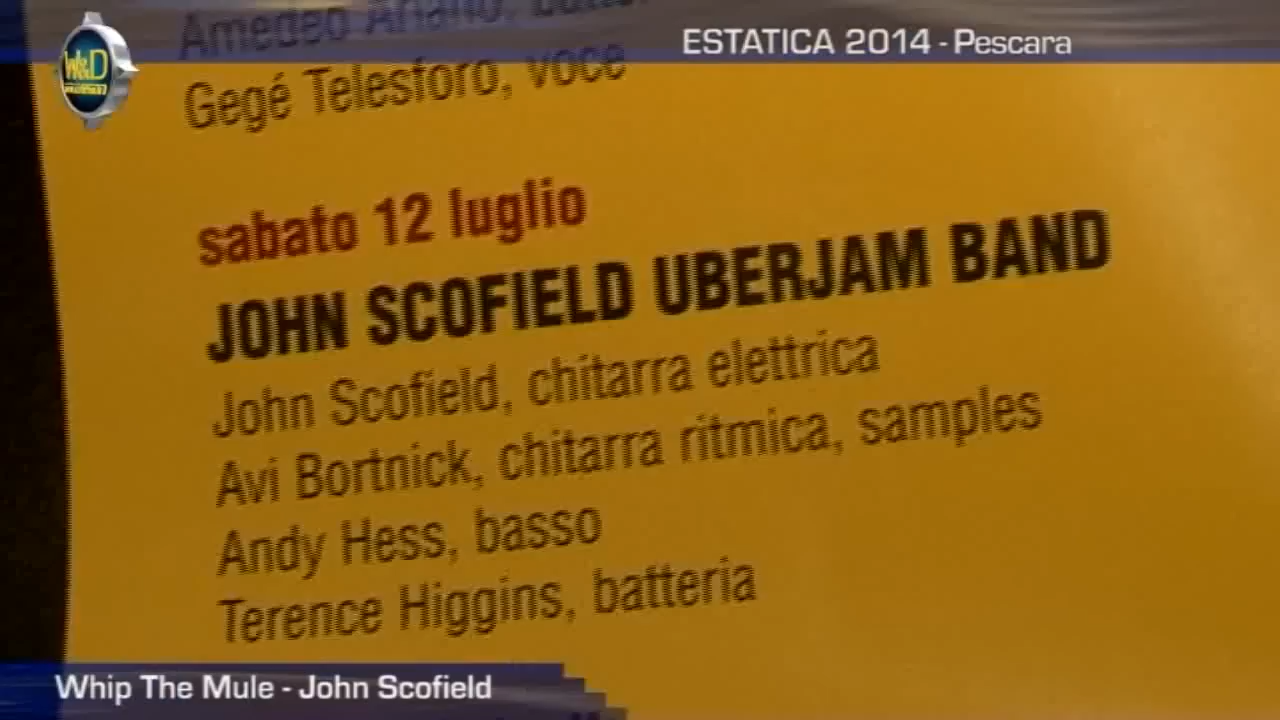 ESTATICA 2014 - Pescara
W&D
Amedeo Ariano,
Gegé Telesforo, voce
sabato 12 luglio
JOHN SCOFIELD UBERJAM BAND
John Scofield, chitarra elettrica
Avi Bortnick, chitarra ritmica, samples
Andy Hess, basso
Terence Higgins, batteria
Whip The Mule - John Scofield